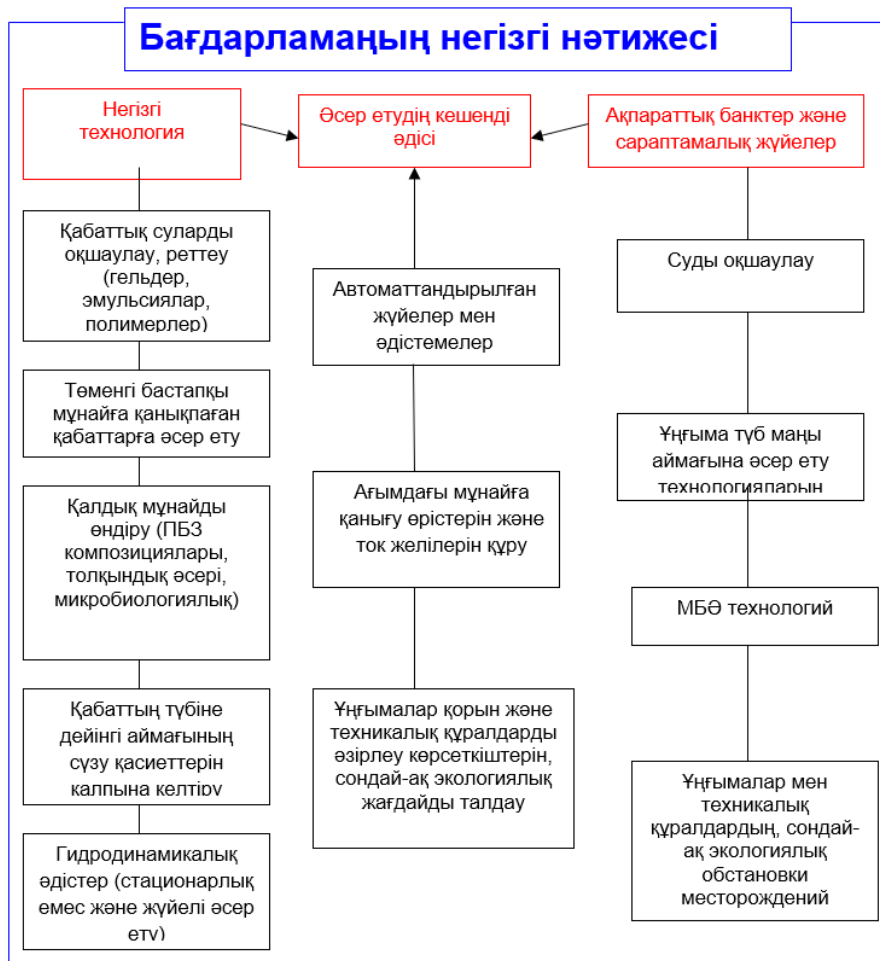 Бағдарламаңың негізгі нәтижесі
Негізгі
технология
Әсер етудің кешенді
әдісі
Ақпараттық банктер және
сараптамалық жүйелер
Қабаттық суларды
оқшаулау, реттеу
(гельдер,
эмульсиялар,
полимерлер)
Төменгі бастапқы
мұнайға қанықпаған
қабаттарға әсер ету
Қалдық мұнайды
өндіру (ПБЗ
композициялары,
толқындық әсері,
микробиологиялық)
Қабаттың түбіне
дейінгі аймағының
сүзу қасиеттерін
калпына келтіру
Гидродинамикалық
әдістер (стационарлық
емес және жүйелі әсер
ету)
Автоматтандырылған
жүйелер мен
әдістемелер
Ағымдағы мұнайға
қанығу өрістерін және
ток желілерін құру
Ұңғымалар қорын және
техникалық құралдарды
әзірлеу көрсеткіштерін,
сондай-ақ экологиялық
жағдайды талдау
Суды оқшаулау
Ұңғыма түб маңы
аймағына әсер ету
технологияларын
МБӘ технологий
Ұңғымалар мен
техникалық
құралдардың, сондай-
ақ экологиялық
обстановки
месторождений